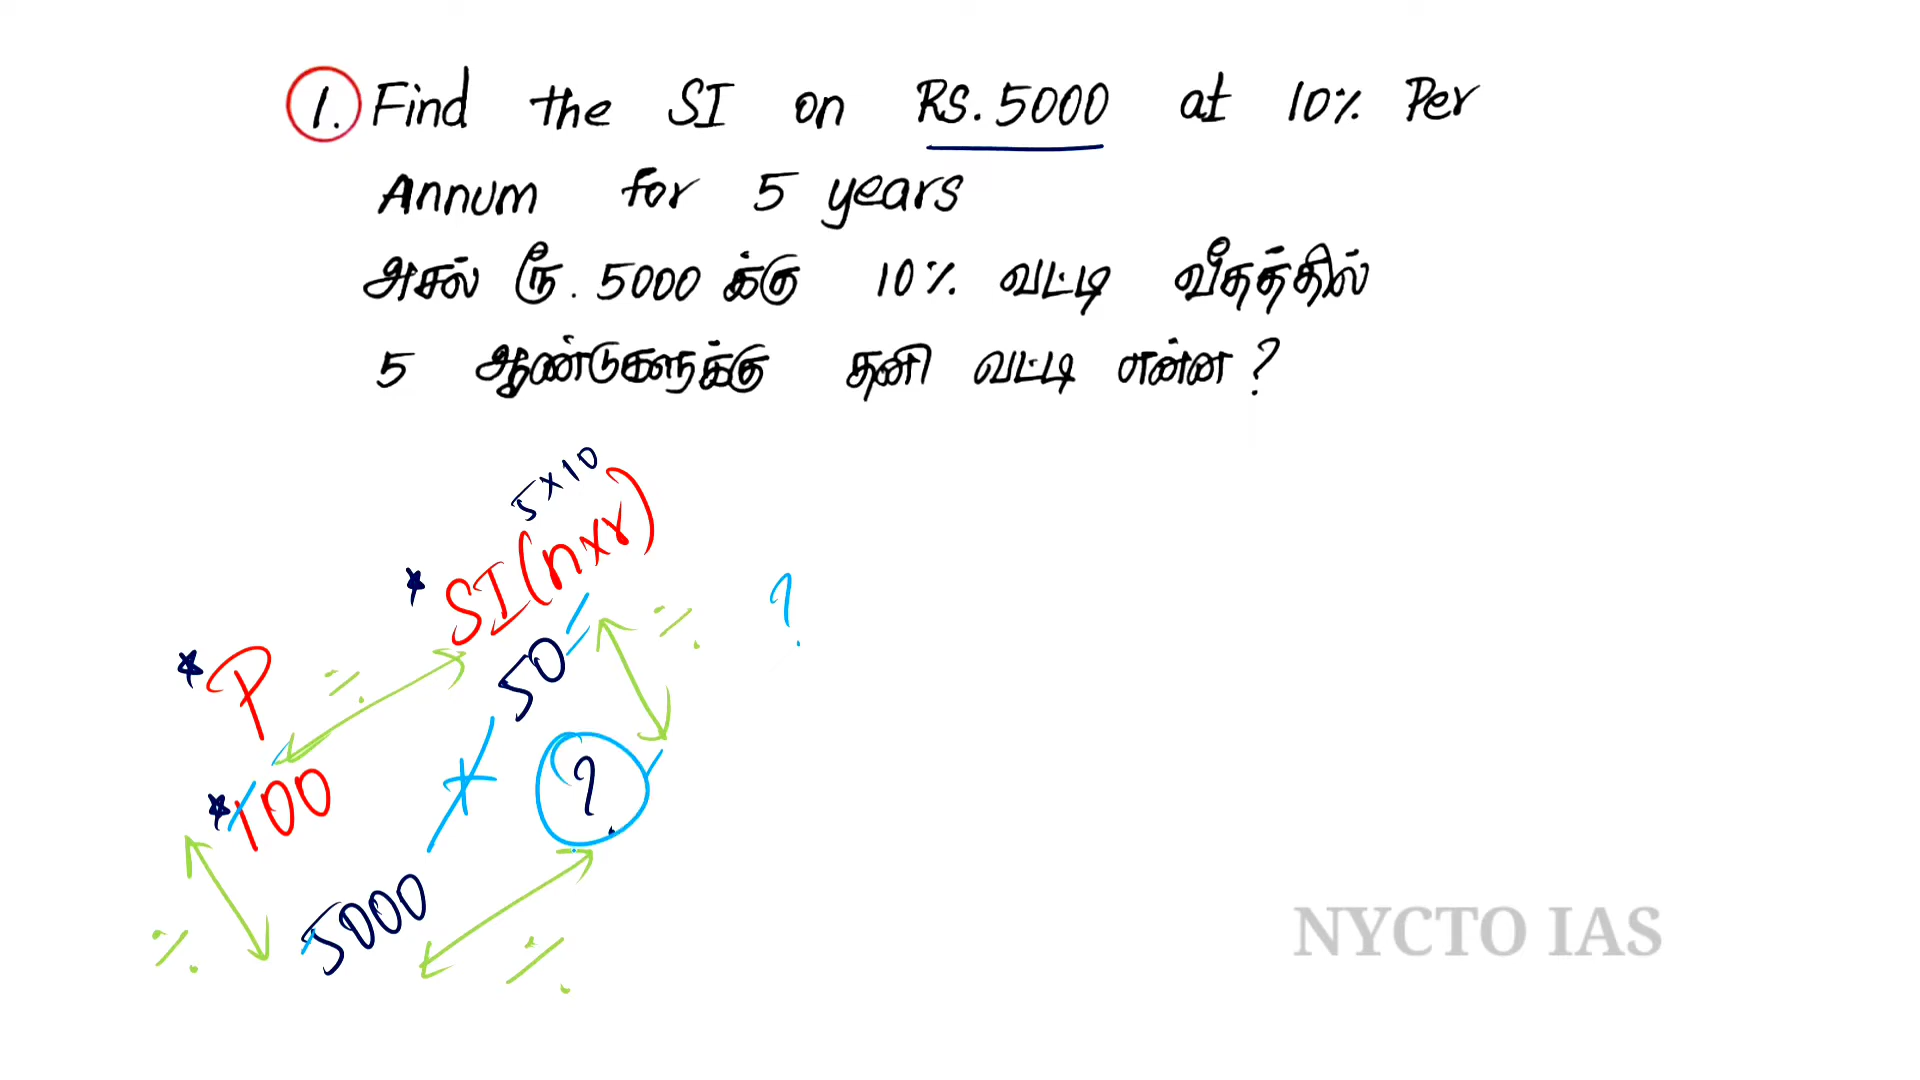 1. Find the SI on RS. 5000 at 10% Per
Annum for 5 years
அசல் ரூ. 5000 க்கு 10% வட்டி வீதத்தில்
5 ஆண்டுகளுக்கு தனி வட்டி என்ன?
5×10
* SI(n×r)
* P % 50 % ?
* 100 ?
5000
% %
NYCTO IAS